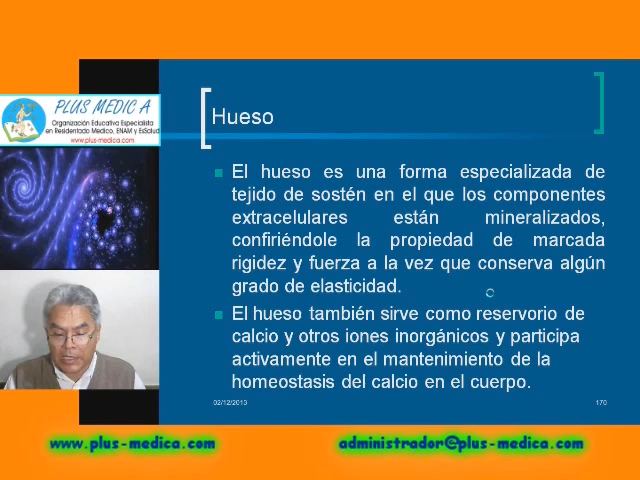 PLUS MEDIC A
Organización Educativa Especialista
en Residentado Medico, ENAM y EsSalud
www.plus-medica.com
Hueso
El hueso es una forma especializada de
tejido de sostén en el que los componentes
extracelulares están mineralizados,
confiriéndole la propiedad de marcada
rigidez y fuerza a la vez que conserva algún
grado de elasticidad.
El hueso también sirve como reservorio de
calcio y otros iones inorgánicos y participa
activamente en el mantenimiento de la
homeostasis del calcio en el cuerpo.
02/12/2013
170
www.plus-medica.com
administrador@plus-medica.com